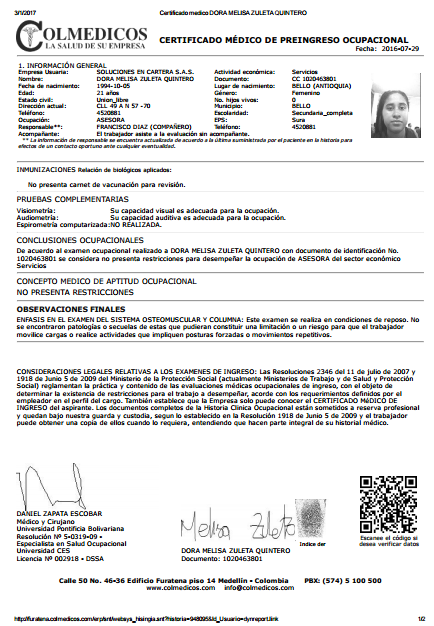 3/1/2017 Certificado medico DORA MELISA ZULETA QUINTERO
COLMEDICOS
LA SALUD DE SU EMPRESA
CERTIFICADO MÉDICO DE PREINGRESO OCUPACIONAL
Fecha: 2016-07-29
1. INFORMACIÓN GENERAL
Empresa Usuaria: SOLUCIONES EN CARTERA S.A.S. Actividad económica: Servicios
Nombre: DORA MELISA ZULETA QUINTERO Documento: CC 1020463801
Fecha de nacimiento: 1994-10-05 Lugar de nacimiento: BELLO (ANTIOQUIA)
Edad: 21 años Género: Femenino
Estado civil: Union_libre No. hijos vivos: 0
Dirección actual: CLL 49 A N 57 -70 Municipio: BELLO
Teléfono: 4520881 Escolaridad: Secundaria_completa
Ocupación: ASESORA EPS: Sura
Responsable**: FRANCISCO DIAZ (COMPAÑERO) Teléfono: 4520881
Acompañante: El trabajador asiste a la evaluación sin acompañante.
** La información de responsable se encuentra actualizada de acuerdo a la última suministrada por el paciente en la historia para
efectos de un contacto oportuno ante cualquier eventualidad.
INMUNIZACIONES Relación de biológicos aplicados:
No presenta carnet de vacunación para revisión.
PRUEBAS COMPLEMENTARIAS
Visiometría: Su capacidad visual es adecuada para la ocupación.
Audiometría: Su capacidad auditiva es adecuada para la ocupación.
Espirometría computarizada: NO REALIZADA.
CONCLUSIONES OCUPACIONALES
De acuerdo al examen ocupacional realizado a DORA MELISA ZULETA QUINTERO con documento de identificación No.
1020463801 se considera no presenta restricciones para desempeñar la ocupación de ASESORA del sector económico
Servicios
CONCEPTO MEDICO DE APTITUD OCUPACIONAL
NO PRESENTA RESTRICCIONES
OBSERVACIONES FINALES
ENFASIS EN EL EXAMEN DEL SISTEMA OSTEOMUSCULAR Y COLUMNA: Este examen se realiza en condiciones de reposo. No se
encontraron patologías o secuelas de estas que pudieran constituir una limitación o un riesgo para que el trabajador
movilice cargas o realice actividades que impliquen posturas forzadas o movimientos repetitivos.
CONSIDERACIONES LEGALES RELATIVAS A LOS EXAMENES DE INGRESO: Las Resoluciones 2346 del 11 de julio de 2007 y
1918 de Junio 5 de 2009 del Ministerio de la Protección Social (actualmente Ministerios de Trabajo y de Salud y Protección
Social) reglamentan la práctica y contenido de las evaluaciones médicas ocupacionales de ingreso, con el objeto de
determinar la existencia de restricciones para el trabajo a desempeñar, acorde con los requerimientos definidos por el
empleador en el perfil del cargo. También establece que la Empresa solo puede conocer el CERTIFICADO MéDICO DE
INGRESO del aspirante. Los documentos completos de la Historia Clínica Ocupacional están sometidos a reserva profesional
y quedan bajo nuestra guarda y custodia, segun lo establecido en la Resolución 1918 de Junio 5 de 2009 y el trabajador
puede obtener una copia de ellos cuando lo requiera, entendiendo que hacen parte integral de su historial médico.
DANIEL ZAPATA ESCOBAR
Médico y Cirujano
Universidad Pontificia Bolivariana
Resolución Nº 5-0319-09 -
Especialista en Salud Ocupacional
Universidad CES
Licencia Nº 002918 - DSSA
Melisa Zuleta
DORA MELISA ZULETA QUINTERO
Documento: 1020463801
Indice der
Escanee el código si
desea verificar datos
Calle 50 No. 46-36 Edificio Furatena piso 14 Medellín - Colombia PBX: (574) 5 100 500
http://furatena.colmedicos.com/erp/snt/websys_hisingia.snt?historia=948095&Id_Usuario=dynreport.link 1/2